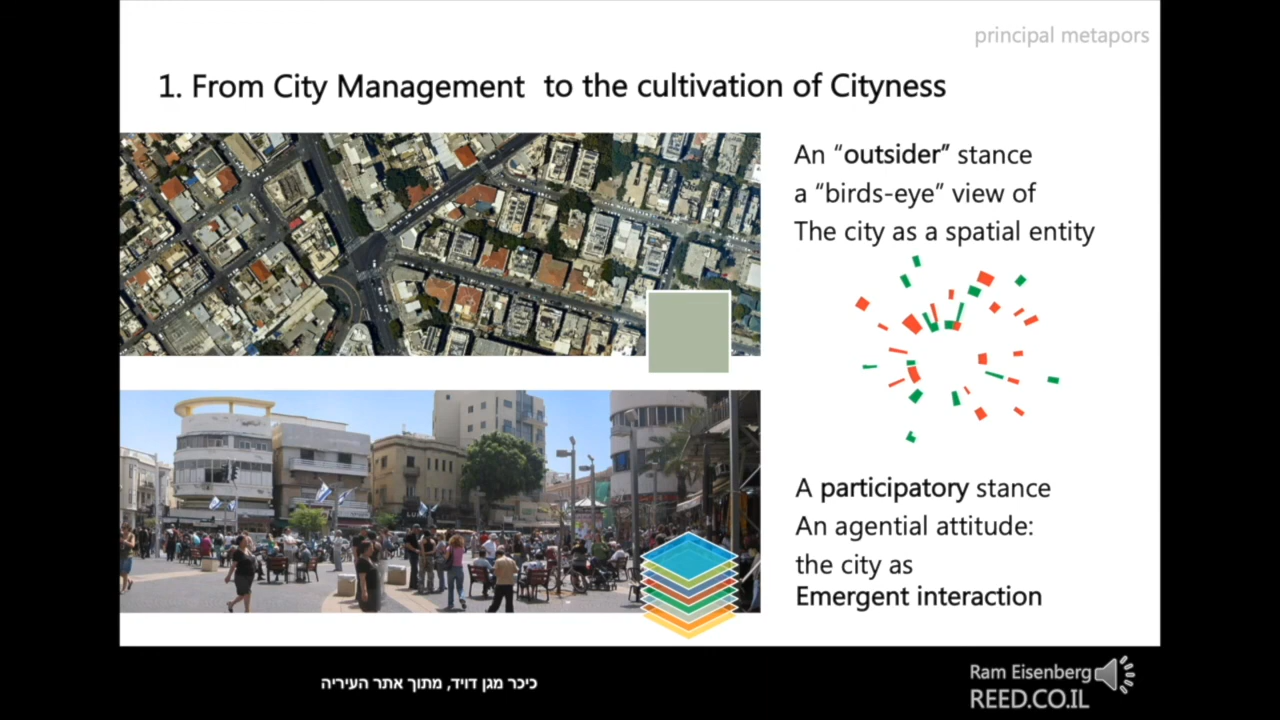 principal metapors
1. From City Management to the cultivation of Cityness
An “outsider” stance
a “birds-eye” view of
The city as a spatial entity
A participatory stance
An agential attitude:
the city as
Emergent interaction
כיכר מגן דויד, מתוך אתר העיריה
Ram Eisenberg
REED.CO.IL